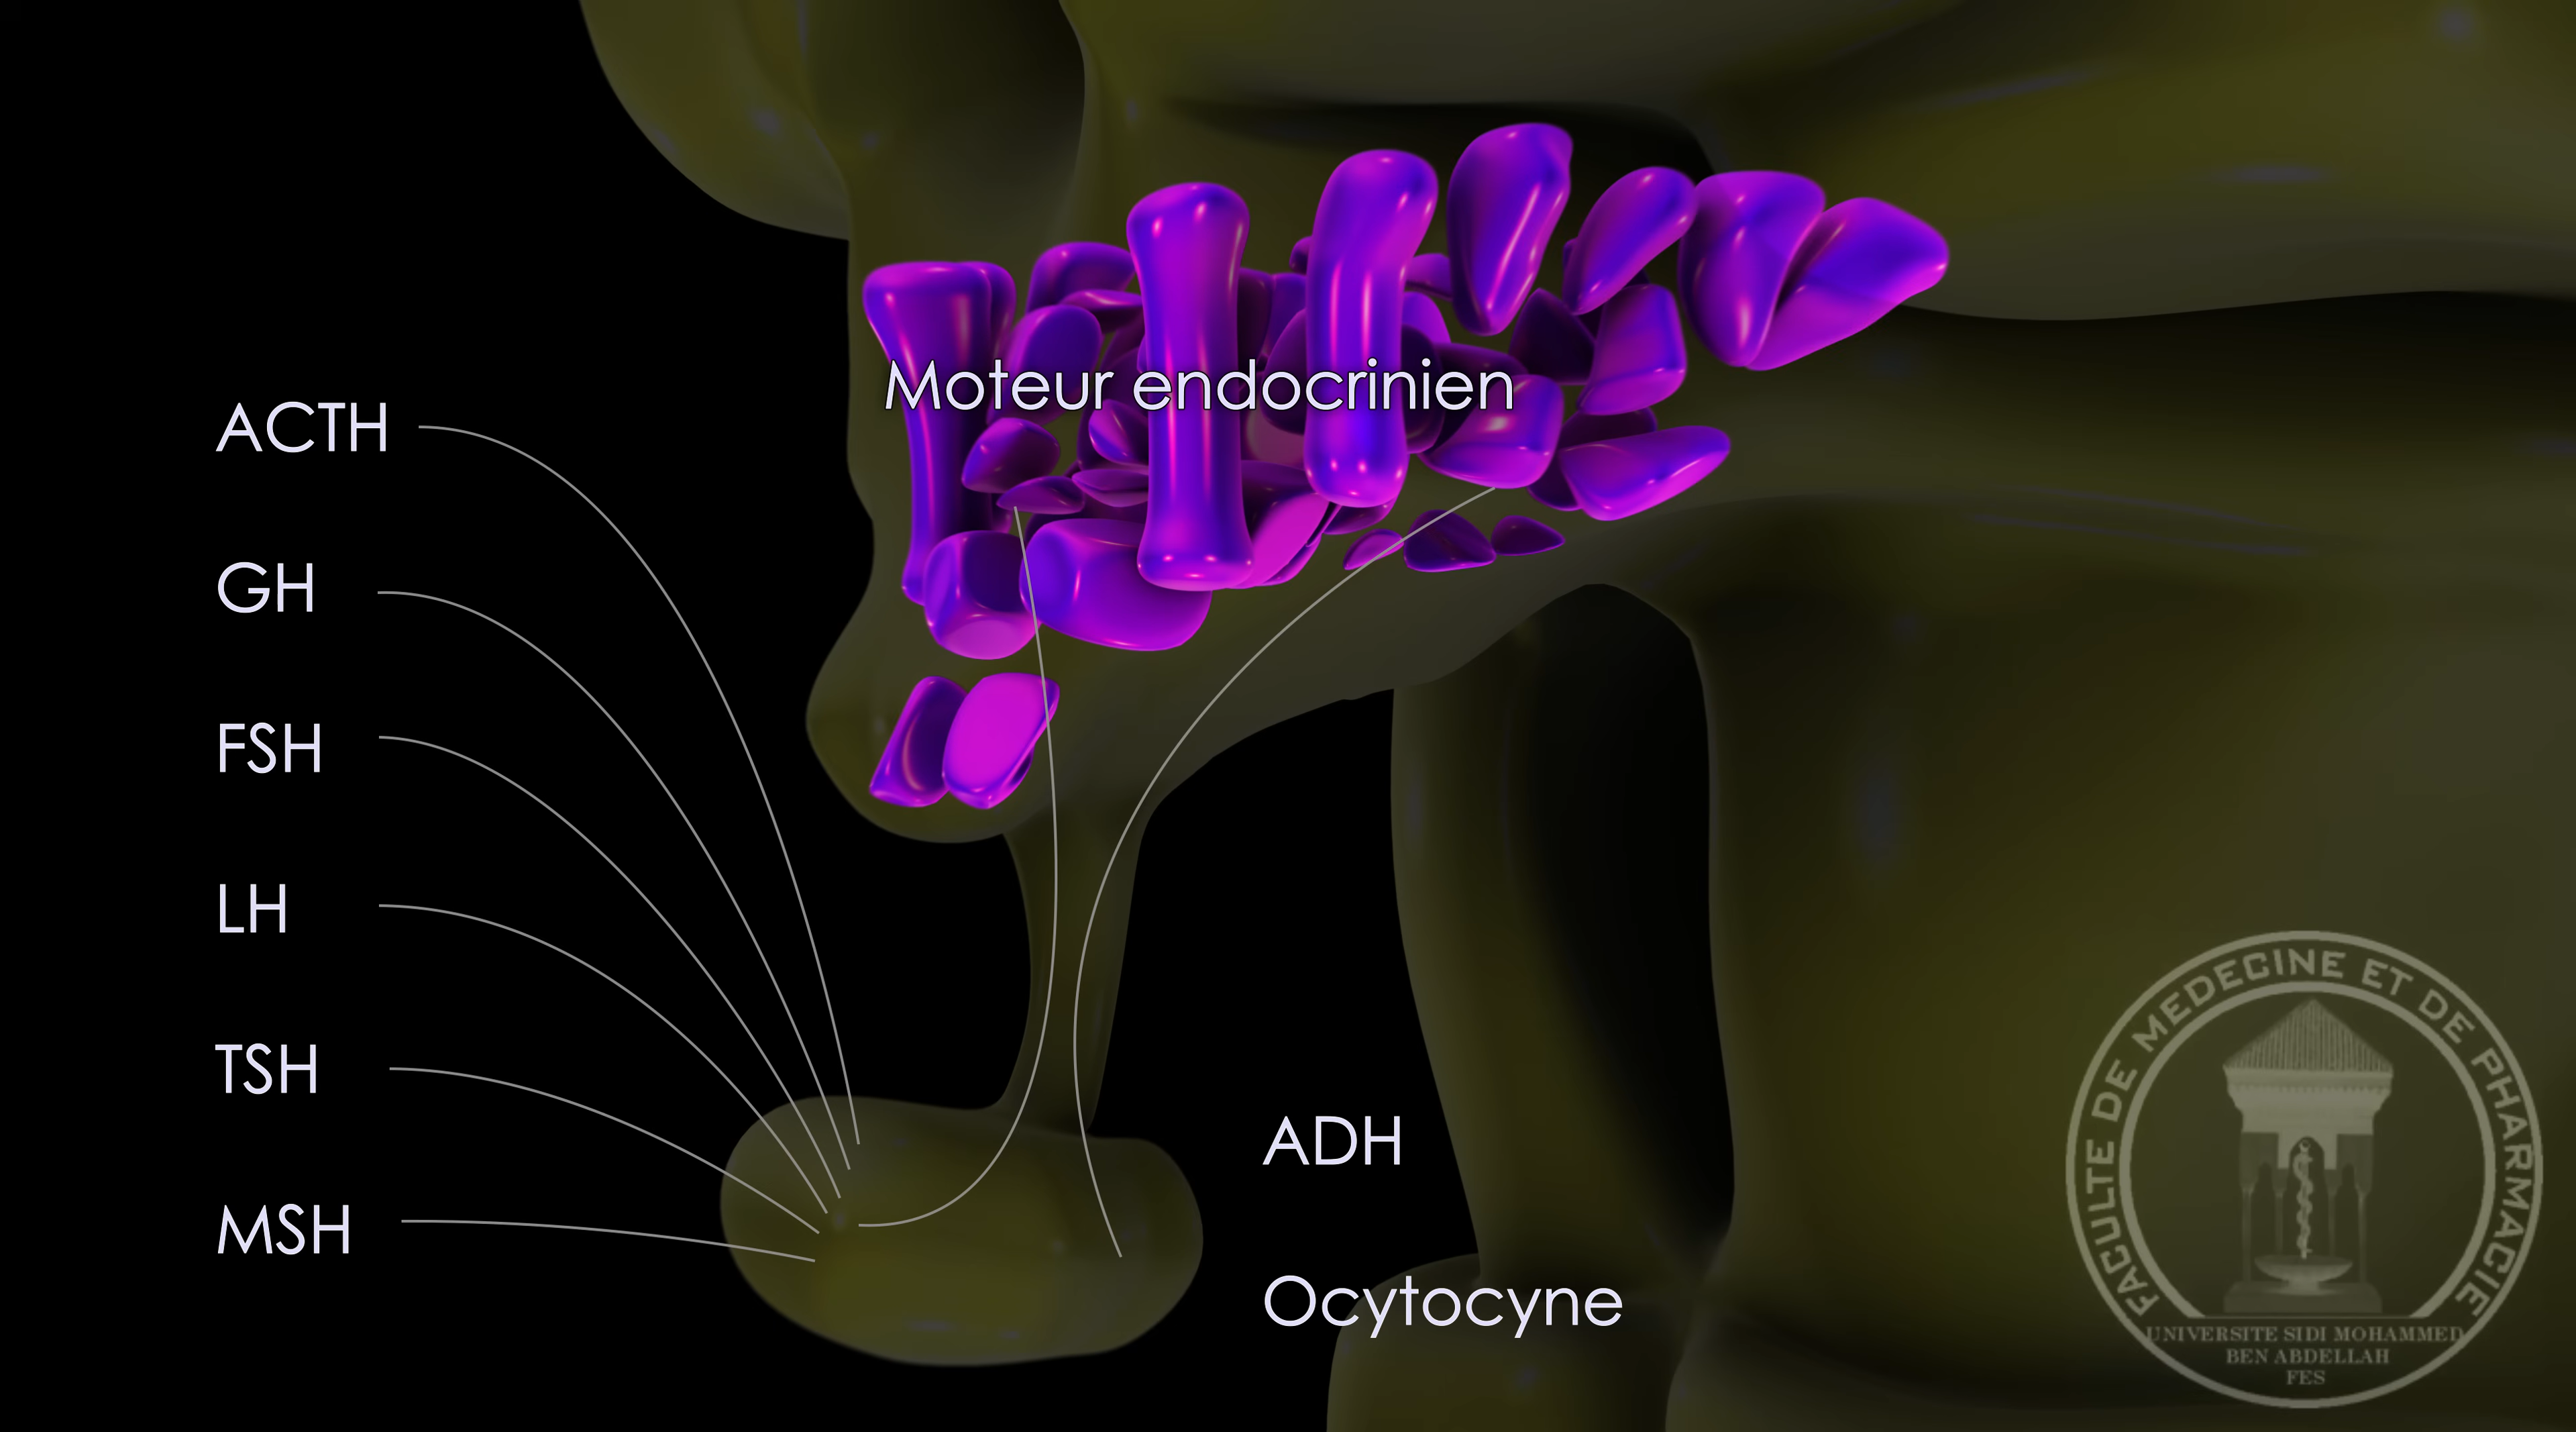 Moteur endocrinien
ACTH
GH
FSH
LH
TSH
MSH
ADH
Ocytocyne
FACULTE DE MEDECINE ET DE PHARMACIE
UNIVERSITE SIDI MOHAMMED
BEN ABDELLAH
FES